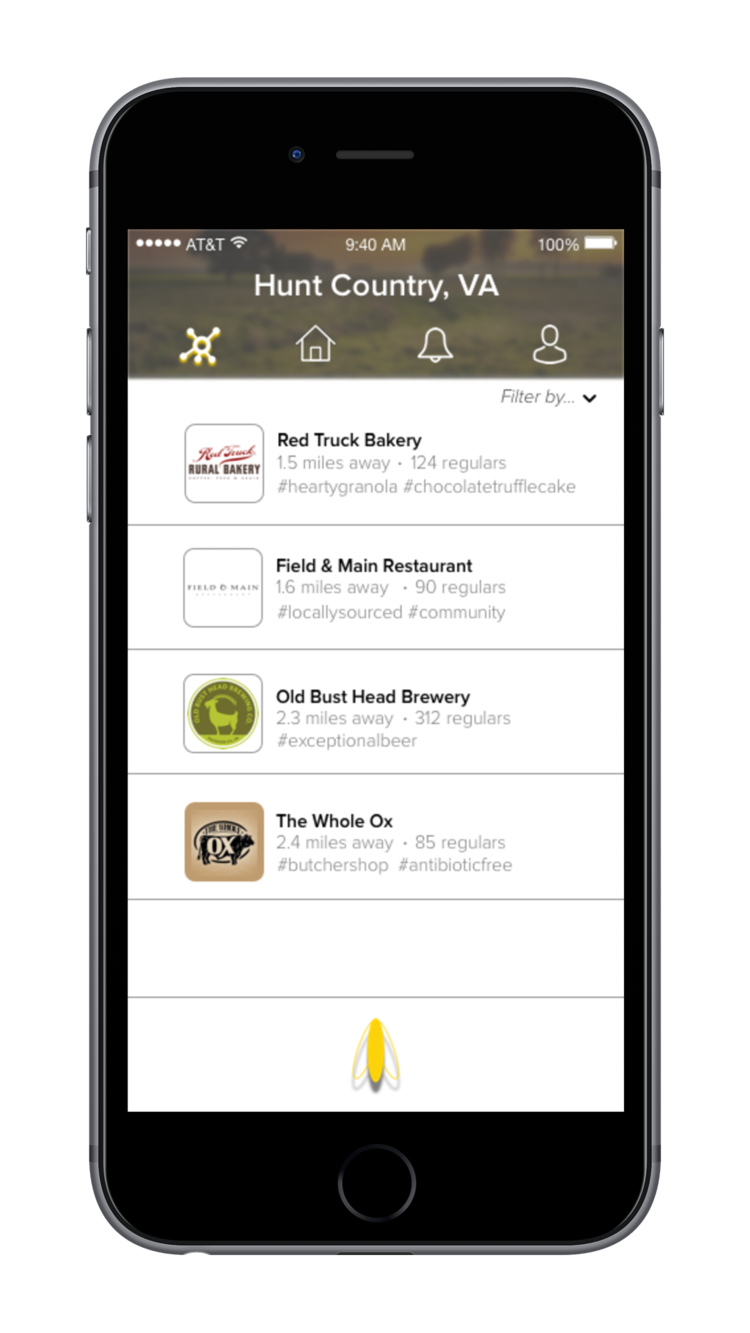 AT&T 9:40 AM 100%
Hunt Country, VA
Filter by...
Red Truck
RURAL BAKERY
Red Truck Bakery
1.5 miles away · 124 regulars
#heartygranola #chocolatetrufflecake
FIELD & MAIN
Field & Main Restaurant
1.6 miles away · 90 regulars
#locallysourced #community
OLD BUST HEAD BREWING CO.
Old Bust Head Brewery
2.3 miles away · 312 regulars
#exceptionalbeer
THE WHOLE
OX
The Whole Ox
2.4 miles away · 85 regulars
#butchershop #antibioticfree